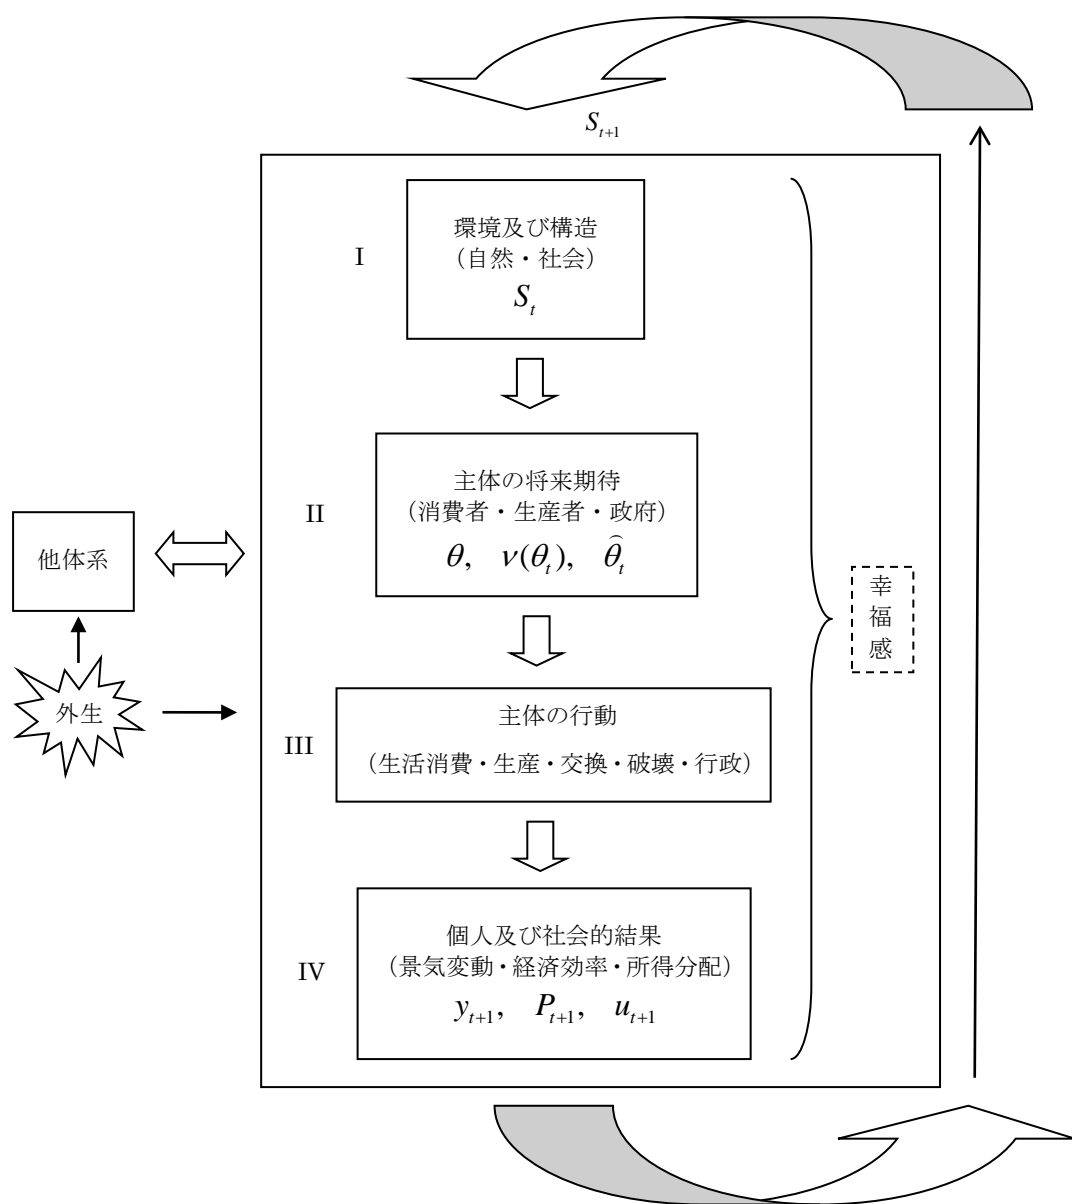 S_{t+1}
I
環境及び構造
（自然・社会）
S_t
II
主体の将来期待
（消費者・生産者・政府）
θ, ν(θ_t), \hat{θ}_t
他体系
外生
幸福感
III
主体の行動
（生活消費・生産・交換・破壊・行政）
IV
個人及び社会的結果
（景気変動・経済効率・所得分配）
y_{t+1}, P_{t+1}, u_{t+1}